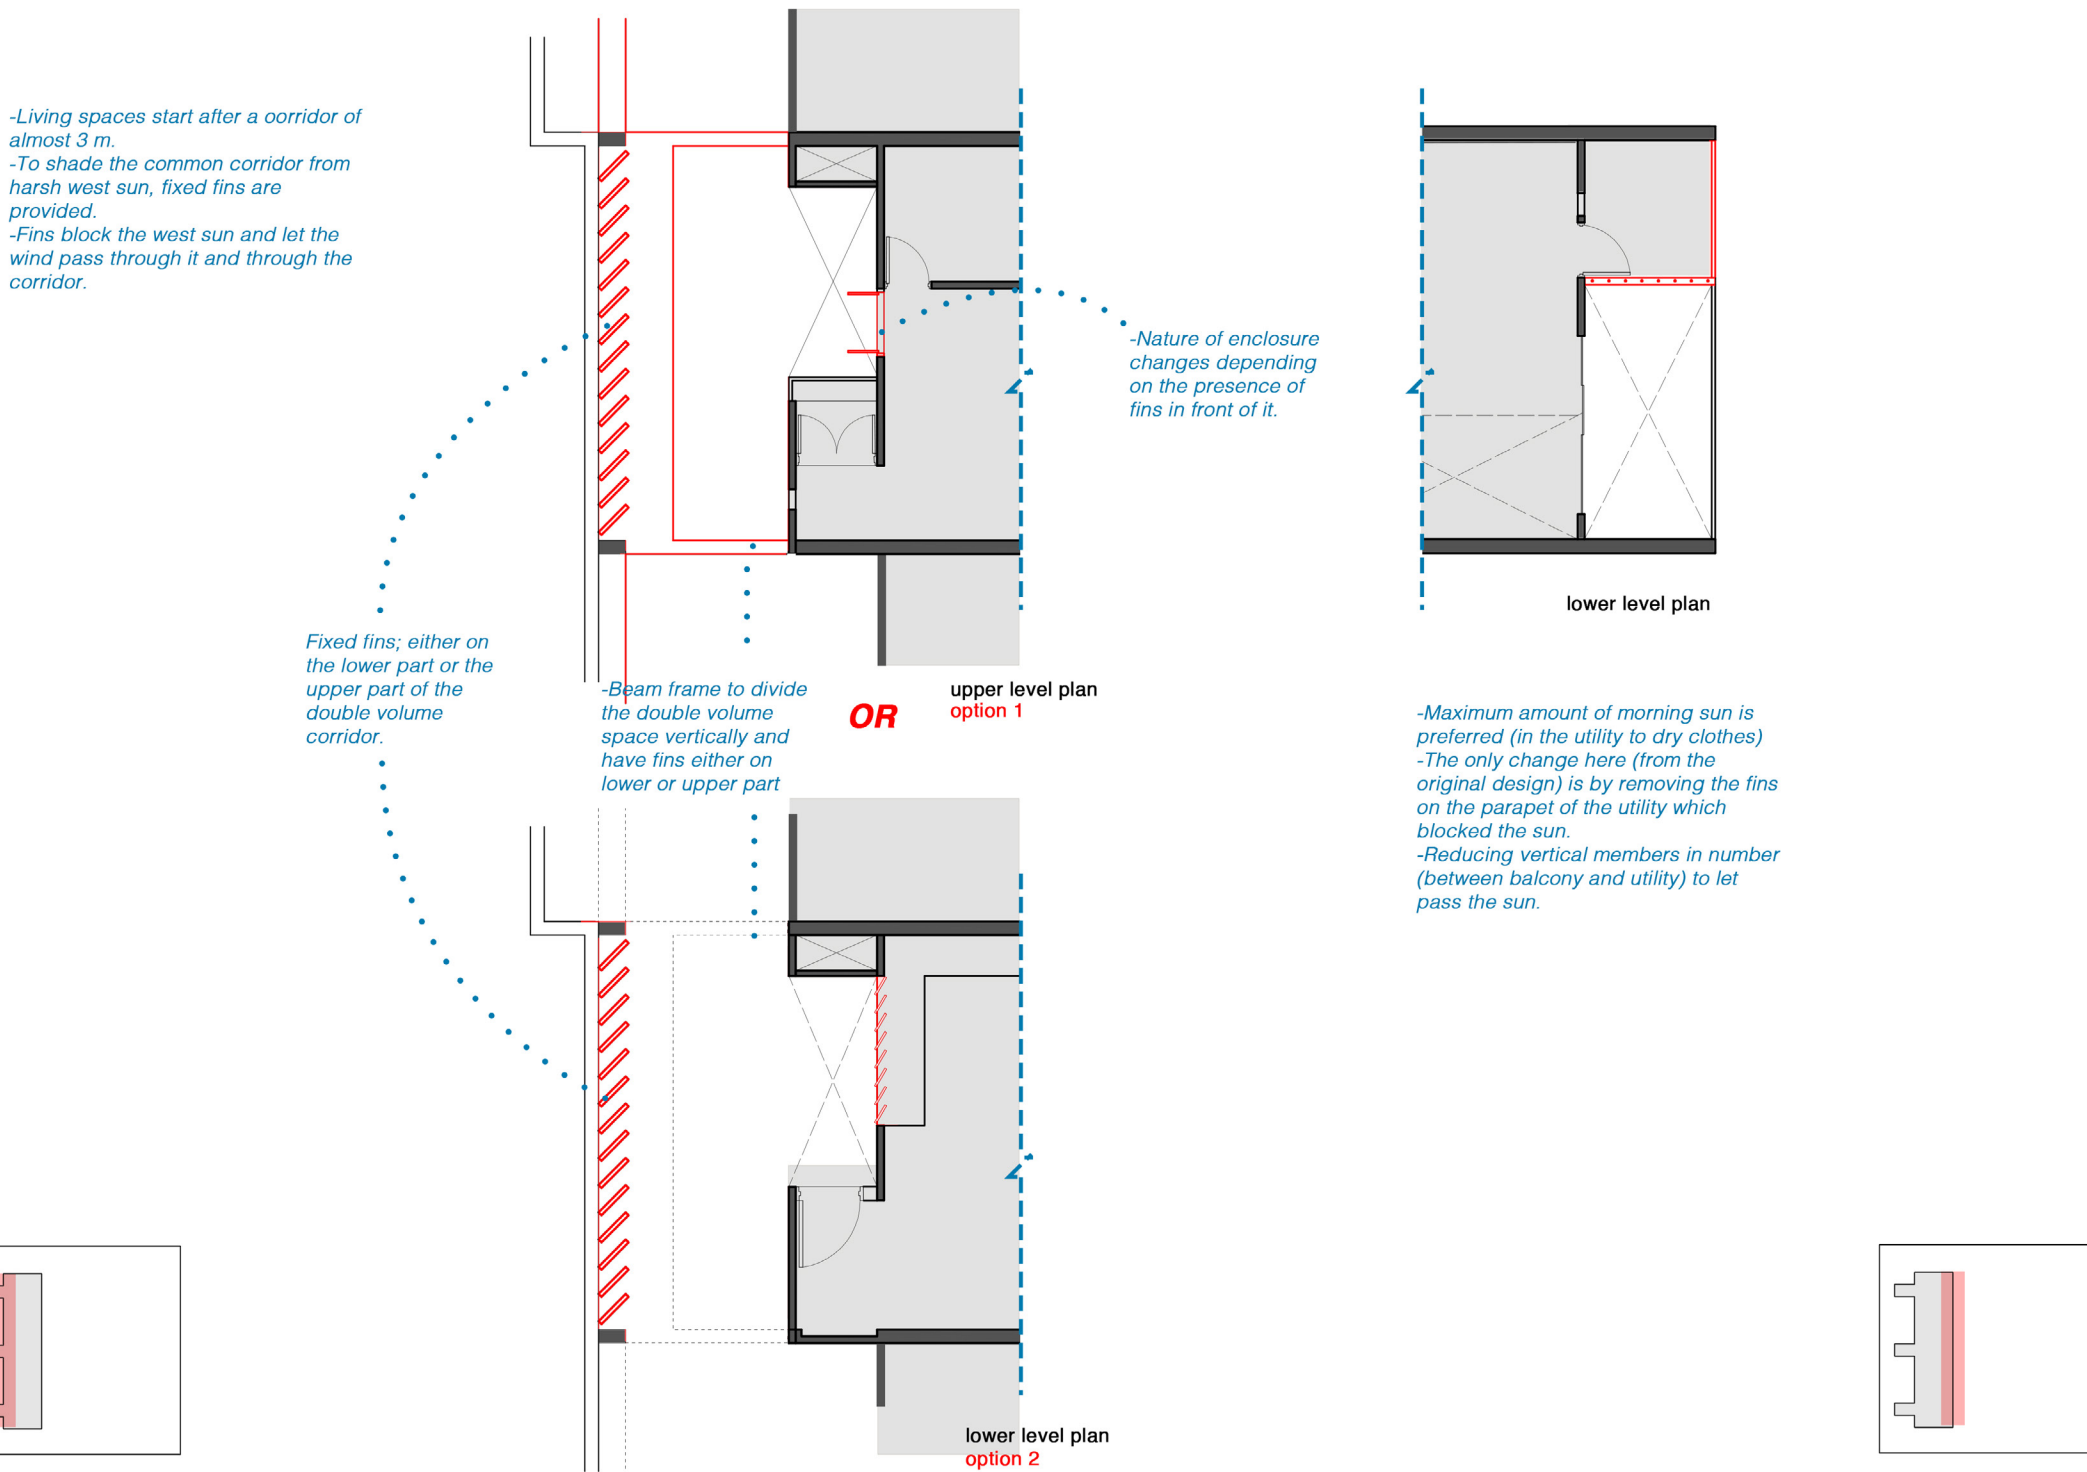 -Living spaces start after a oorridor of
almost 3 m.
-To shade the common corridor from
harsh west sun, fixed fins are
provided.
-Fins block the west sun and let the
wind pass through it and through the
corridor.
-Nature of enclosure
changes depending
on the presence of
fins in front of it.
lower level plan
Fixed fins; either on
the lower part or the
upper part of the
double volume
corridor.
-Beam frame to divide
the double volume
space vertically and
have fins either on
lower or upper part
OR
upper level plan
option 1
-Maximum amount of morning sun is
preferred (in the utility to dry clothes)
-The only change here (from the
original design) is by removing the fins
on the parapet of the utility which
blocked the sun.
-Reducing vertical members in number
(between balcony and utility) to let
pass the sun.
lower level plan
option 2